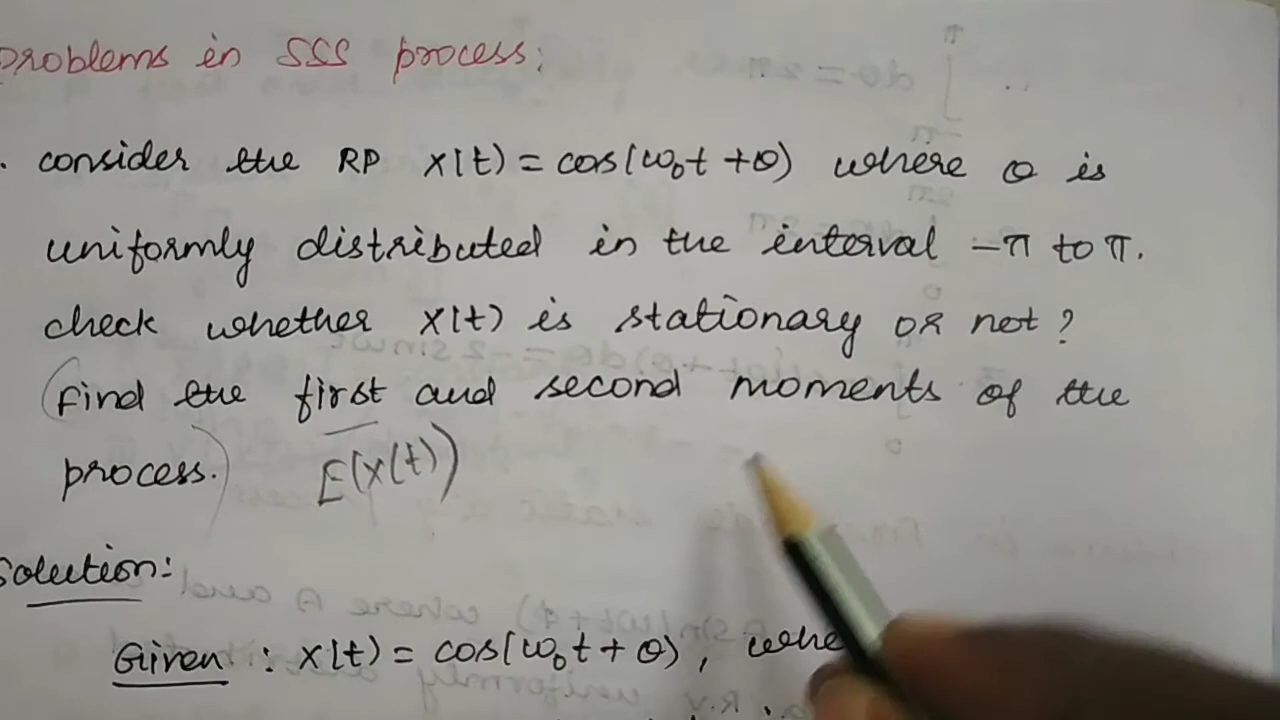 problems in SSS process:
. consider the RP X(t) = cos(ω₀t + θ) where θ is
uniformly distributed in the interval -π to π.
check whether X(t) is stationary or not?
(Find the first and second moments of the
process.) E(X(t))
Solution:
Given : X(t) = cos(ω₀t + θ),